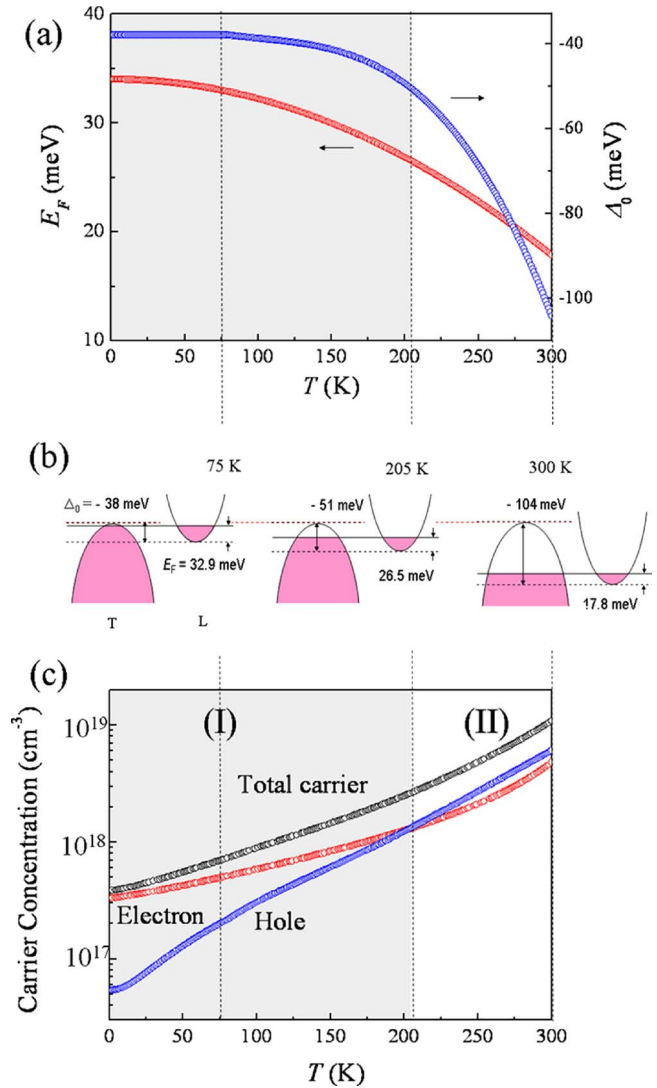 (a)
40
30
20
10
E_F (meV)
-40
-60
-80
-100
Δ_0 (meV)
0 50 100 150 200 250 300
T (K)
(b)
75 K 205 K 300 K
Δ_0 = - 38 meV - 51 meV - 104 meV
E_F = 32.9 meV 26.5 meV 17.8 meV
T L
(c)
(I) (II)
10^19
10^18
10^17
Carrier Concentration (cm^-3)
Total carrier
Electron Hole
0 50 100 150 200 250 300
T (K)